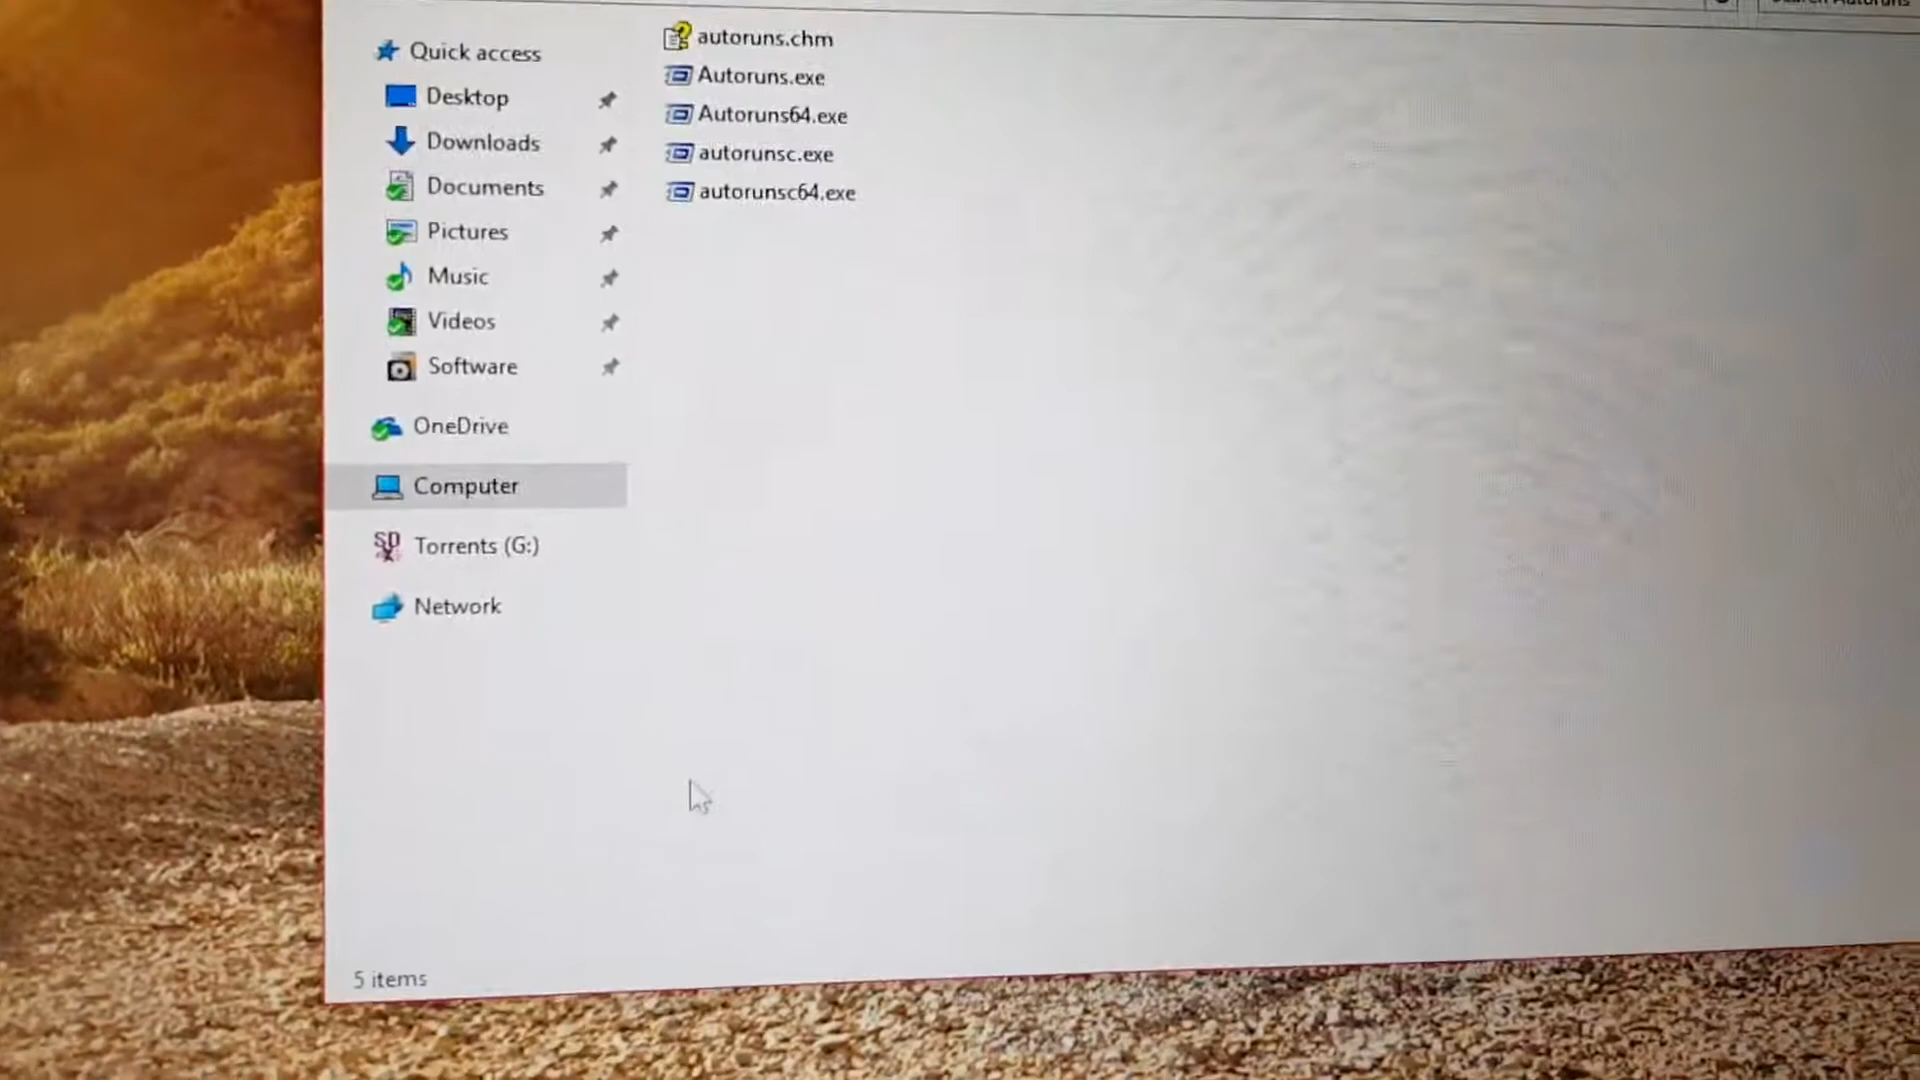 Quick access
Desktop
Downloads
Documents
Pictures
Music
Videos
Software
OneDrive
Computer
Torrents (G:)
Network
autoruns.chm
Autoruns.exe
Autoruns64.exe
autorunsc.exe
autorunsc64.exe
5 items